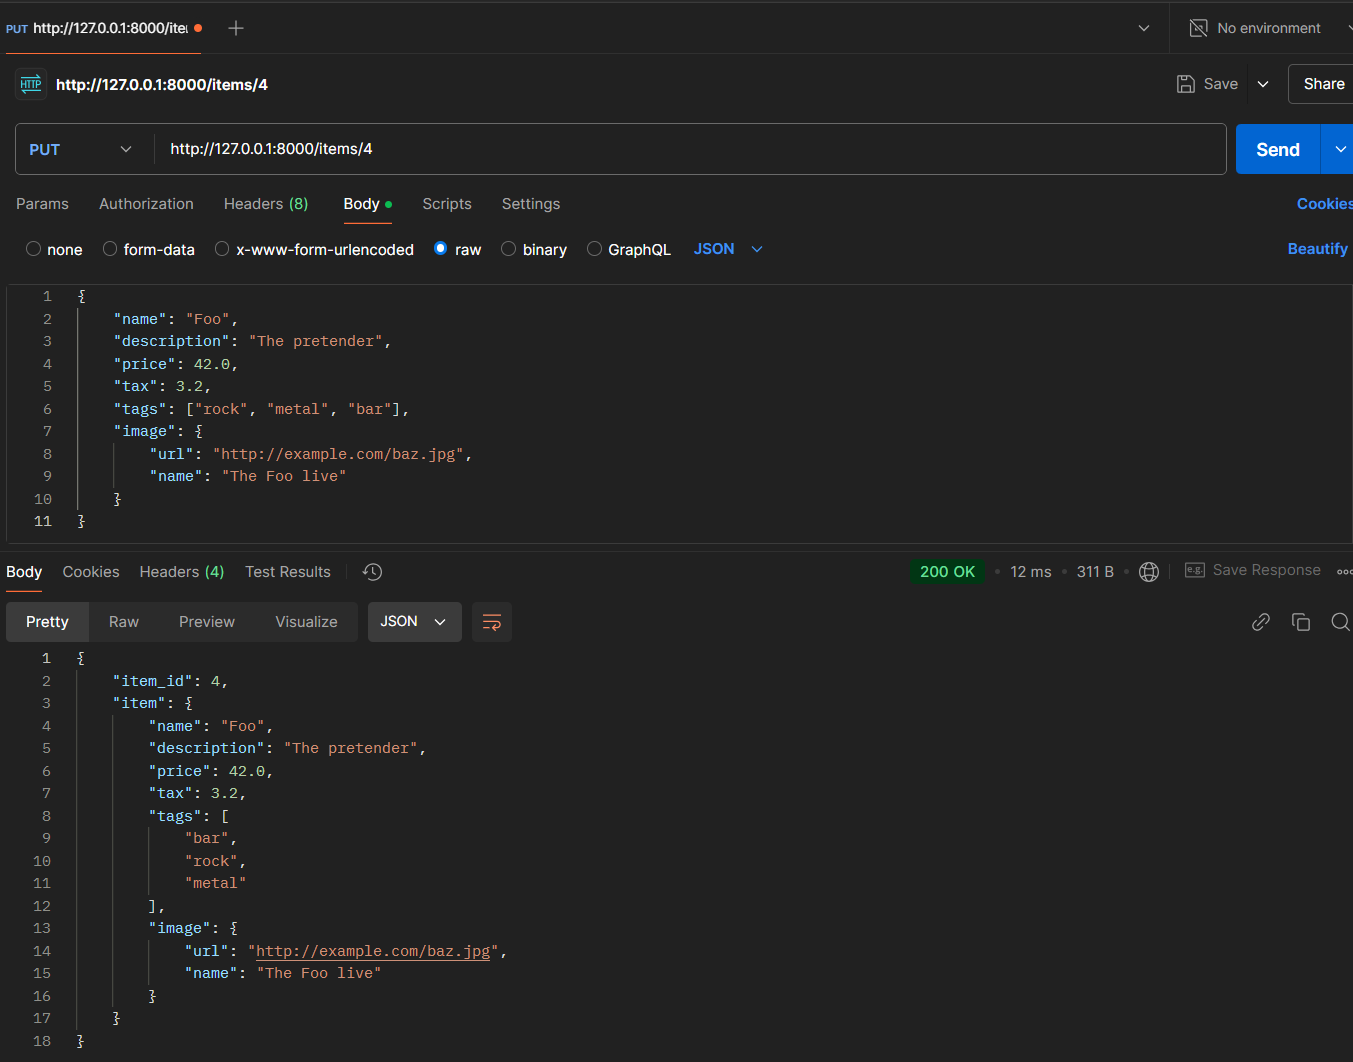 PUT http://127.0.0.1:8000/ite
No environment
HTTP http://127.0.0.1:8000/items/4
Save
Share
PUT http://127.0.0.1:8000/items/4
Send
Params Authorization Headers (8) Body Scripts Settings Cookies
none form-data x-www-form-urlencoded raw binary GraphQL JSON Beautify
1 {
2 "name": "Foo",
3 "description": "The pretender",
4 "price": 42.0,
5 "tax": 3.2,
6 "tags": ["rock", "metal", "bar"],
7 "image": {
8 "url": "http://example.com/baz.jpg",
9 "name": "The Foo live"
10 }
11 }
Body Cookies Headers (4) Test Results 200 OK 12 ms 311 B e.g. Save Response
Pretty Raw Preview Visualize JSON
1 {
2 "item_id": 4,
3 "item": {
4 "name": "Foo",
5 "description": "The pretender",
6 "price": 42.0,
7 "tax": 3.2,
8 "tags": [
9 "bar",
10 "rock",
11 "metal"
12 ],
13 "image": {
14 "url": "http://example.com/baz.jpg",
15 "name": "The Foo live"
16 }
17 }
18 }